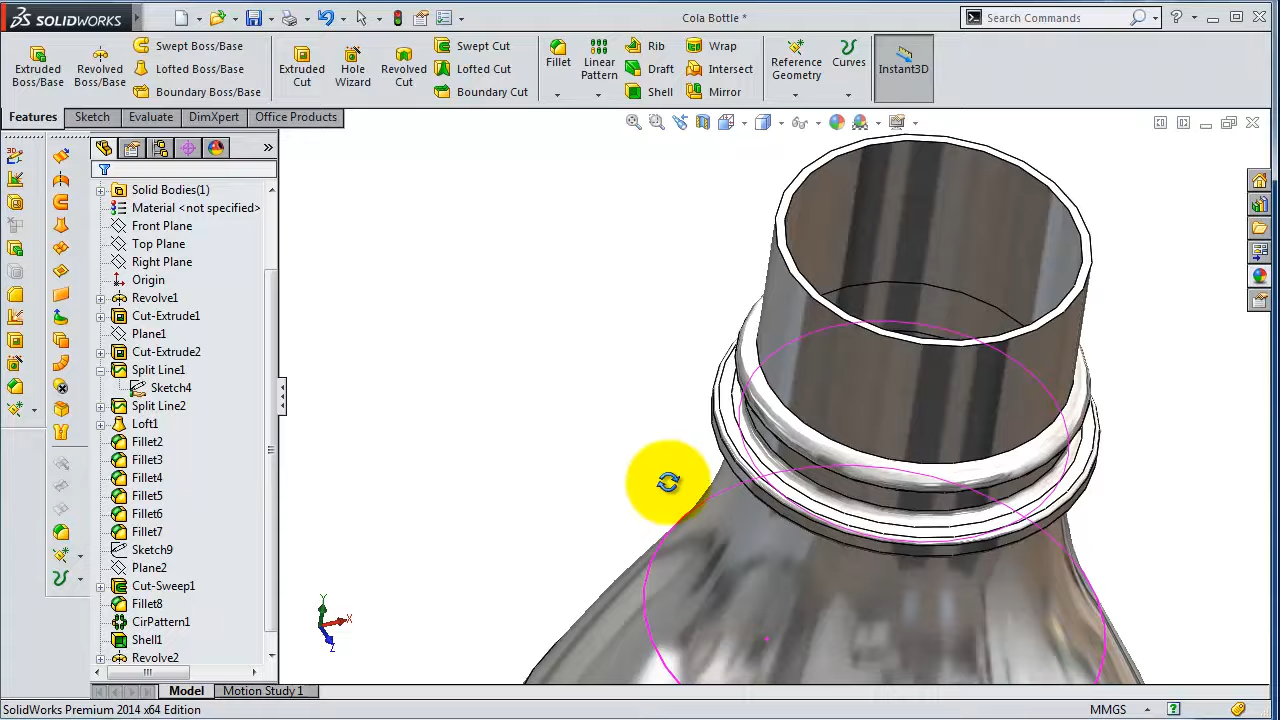 SOLIDWORKS
Cola Bottle *
Search Commands
Extruded Boss/Base
Revolved Boss/Base
Swept Boss/Base
Lofted Boss/Base
Boundary Boss/Base
Extruded Cut
Hole Wizard
Revolved Cut
Swept Cut
Lofted Cut
Boundary Cut
Fillet
Linear Pattern
Rib
Draft
Shell
Wrap
Intersect
Mirror
Reference Geometry
Curves
Instant3D
Features
Sketch
Evaluate
DimXpert
Office Products
Solid Bodies(1)
Material <not specified>
Front Plane
Top Plane
Right Plane
Origin
Revolve1
Cut-Extrude1
Plane1
Cut-Extrude2
Split Line1
Sketch4
Split Line2
Loft1
Fillet2
Fillet3
Fillet4
Fillet5
Fillet6
Fillet7
Sketch9
Plane2
Cut-Sweep1
Fillet8
CirPattern1
Shell1
Revolve2
Y
X
Z
Model
Motion Study 1
SolidWorks Premium 2014 x64 Edition
MMGS